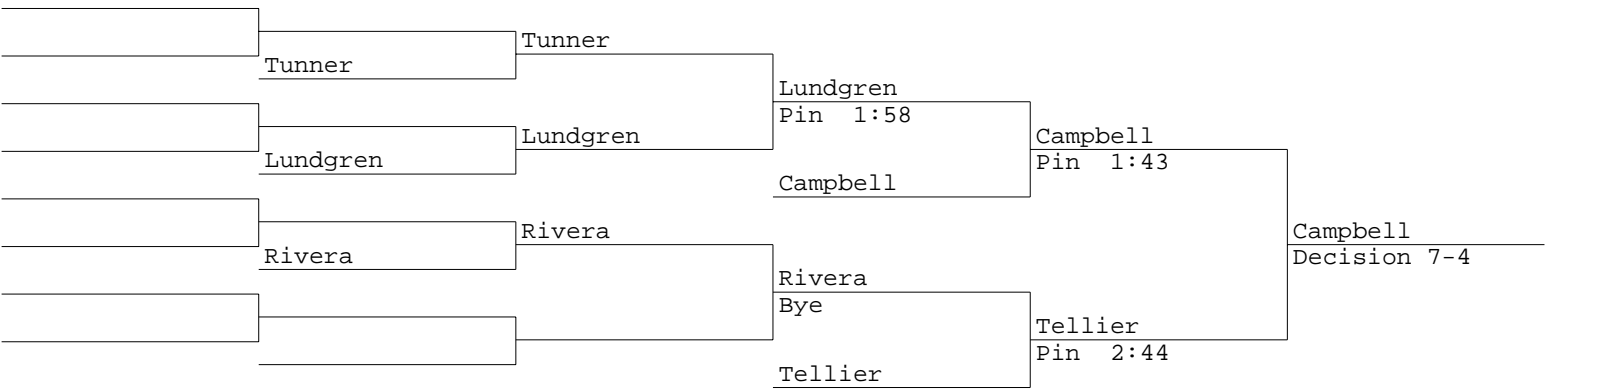 Tunner
Tunner
Lundgren
Pin 1:58
Lundgren
Lundgren
Campbell
Pin 1:43
Campbell
Rivera
Rivera
Campbell
Decision 7-4
Rivera
Bye
Tellier
Pin 2:44
Tellier